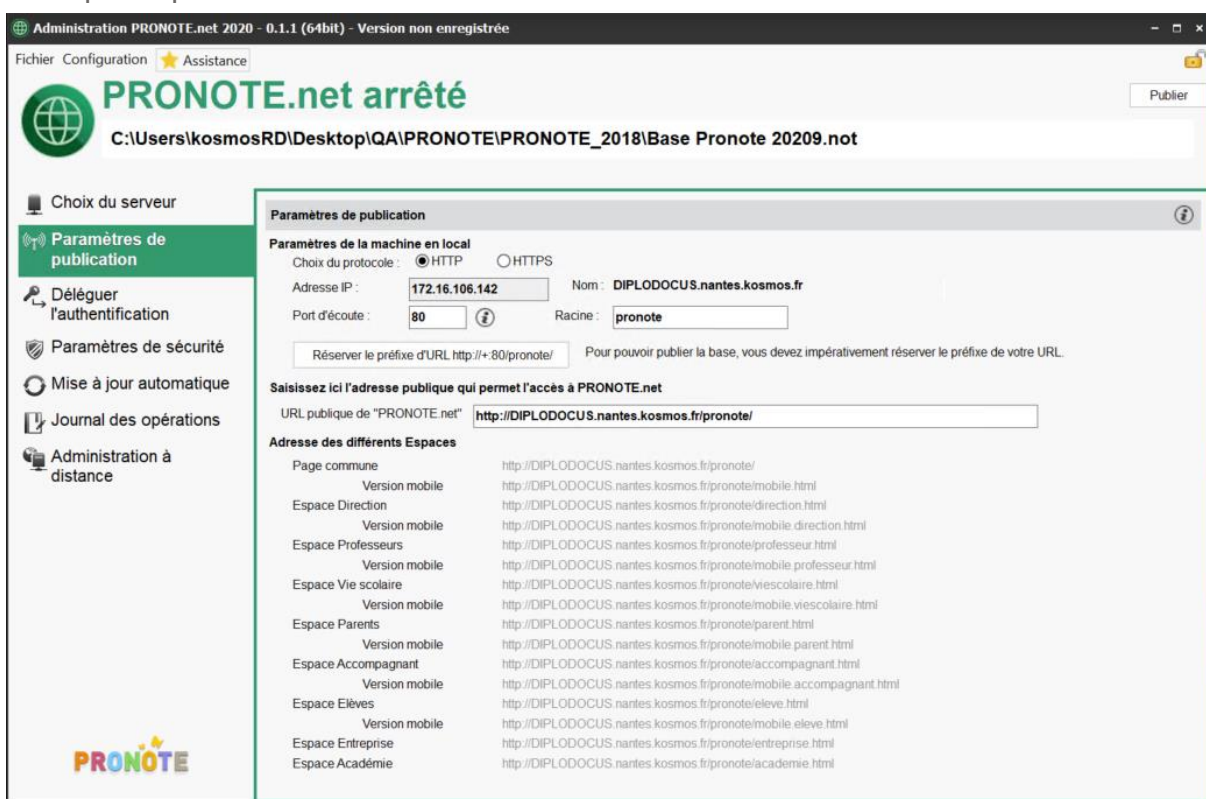 Administration PRONOTE.net 2020 - 0.1.1 (64bit) - Version non enregistrée
Fichier Configuration Assistance
PRONOTE.net arrêté
Publier
C:\Users\kosmosRD\Desktop\QA\PRONOTE\PRONOTE_2018\Base Pronote 20209.not
Choix du serveur
Paramètres de
publication
Déléguer
l'authentification
Paramètres de sécurité
Mise à jour automatique
Journal des opérations
Administration à
distance
PRONOTE
Paramètres de publication
Paramètres de la machine en local
Choix du protocole : HTTP HTTPS
Adresse IP : 172.16.106.142 Nom : DIPLODOCUS.nantes.kosmos.fr
Port d'écoute : 80 Racine : pronote
Réserver le préfixe d'URL http://+:80/pronote/ Pour pouvoir publier la base, vous devez impérativement réserver le préfixe de votre URL.
Saisissez ici l'adresse publique qui permet l'accès à PRONOTE.net
URL publique de "PRONOTE.net" http://DIPLODOCUS.nantes.kosmos.fr/pronote/
Adresse des différents Espaces
Page commune http://DIPLODOCUS.nantes.kosmos.fr/pronote/
Version mobile http://DIPLODOCUS.nantes.kosmos.fr/pronote/mobile.html
Espace Direction http://DIPLODOCUS.nantes.kosmos.fr/pronote/direction.html
Version mobile http://DIPLODOCUS.nantes.kosmos.fr/pronote/mobile.direction.html
Espace Professeurs http://DIPLODOCUS.nantes.kosmos.fr/pronote/professeur.html
Version mobile http://DIPLODOCUS.nantes.kosmos.fr/pronote/mobile.professeur.html
Espace Vie scolaire http://DIPLODOCUS.nantes.kosmos.fr/pronote/viescolaire.html
Version mobile http://DIPLODOCUS.nantes.kosmos.fr/pronote/mobile.viescolaire.html
Espace Parents http://DIPLODOCUS.nantes.kosmos.fr/pronote/parent.html
Version mobile http://DIPLODOCUS.nantes.kosmos.fr/pronote/mobile.parent.html
Espace Accompagnant http://DIPLODOCUS.nantes.kosmos.fr/pronote/accompagnant.html
Version mobile http://DIPLODOCUS.nantes.kosmos.fr/pronote/mobile.accompagnant.html
Espace Elèves http://DIPLODOCUS.nantes.kosmos.fr/pronote/eleve.html
Version mobile http://DIPLODOCUS.nantes.kosmos.fr/pronote/mobile.eleve.html
Espace Entreprise http://DIPLODOCUS.nantes.kosmos.fr/pronote/entreprise.html
Espace Académie http://DIPLODOCUS.nantes.kosmos.fr/pronote/academie.html